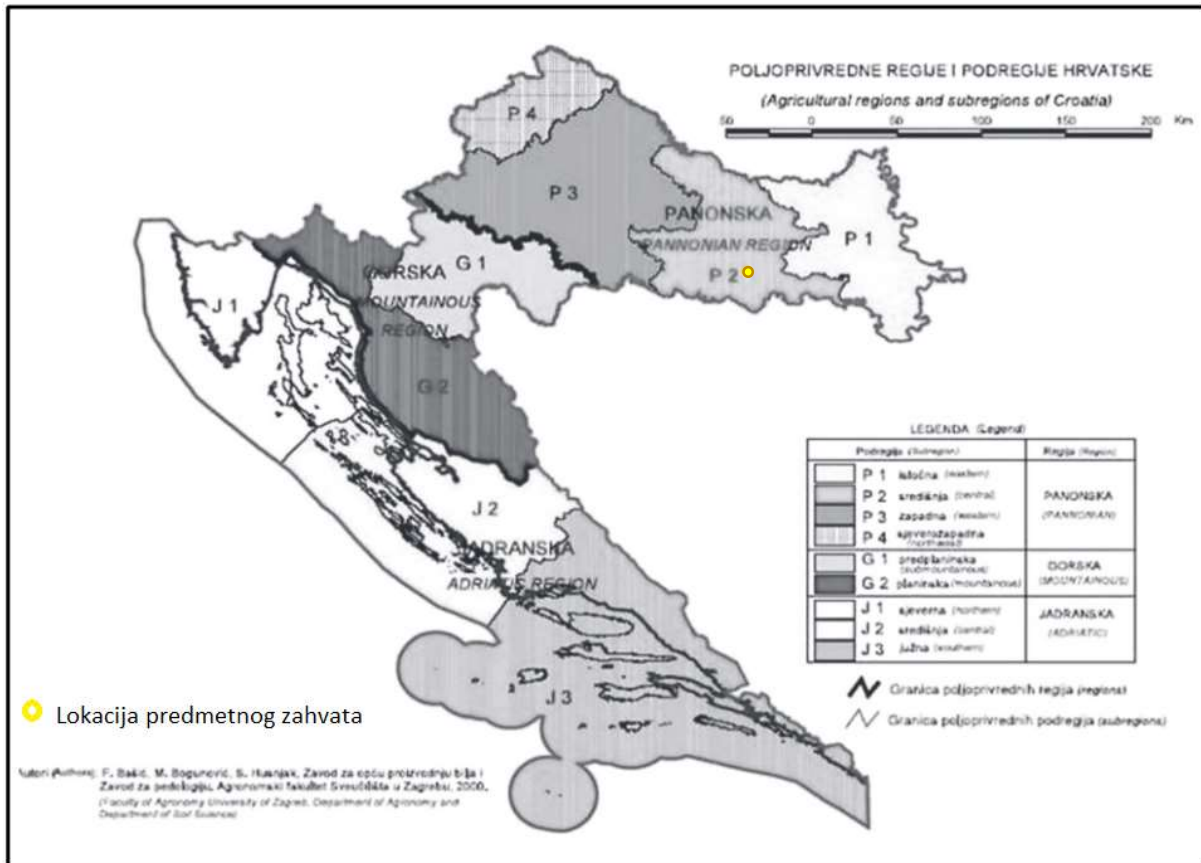 POLJOPRIVREDNE REGIJE I PODREGIJE HRVATSKE
(Agricultural regions and subregions of Croatia)
50 0 50 100 150 200 Km
P 4
P 3
PANONSKA
PANNONIAN REGION
P 1
P 2
GORSKA
G 1
MOUNTAINOUS
REGION
J 1
G 2
J 2
JADRANSKA
ADRIATIS REGION
J 3
LEGENDA (Legend)
Podregija (Subregion) Regija (Region)
P 1 istočna (eastern)
P 2 središnja (central) PANONSKA
P 3 zapadna (western) (PANNONIAN)
P 4 sjeverozapadna
(northwest)
G 1 predplaninska GORSKA
(submountainous) (MOUNTAINOUS)
G 2 planinska (mountainous)
J 1 sjeverna (northern) JADRANSKA
J 2 središnja (central) (ADRIATIC)
J 3 južna (southern)
Granica poljoprivrednih regija (regions)
Granica poljoprivrednih podregija (subregions)
Lokacija predmetnog zahvata
Autori (Authors): F. Bašić, M. Bogunović, S. Husnjak, Zavod za opću proizvodnju bilja i
Zavod za pedologiju, Agronomski fakultet Sveučilišta u Zagrebu, 2000.
(Faculty of Agronomy University of Zagreb, Department of Agronomy and
Department of Soil Science)